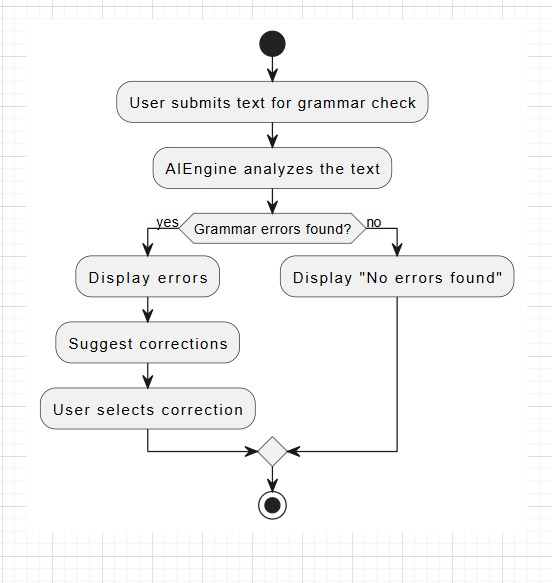 User submits text for grammar check
AIEngine analyzes the text
yes
Grammar errors found?
no
Display errors
Display "No errors found"
Suggest corrections
User selects correction